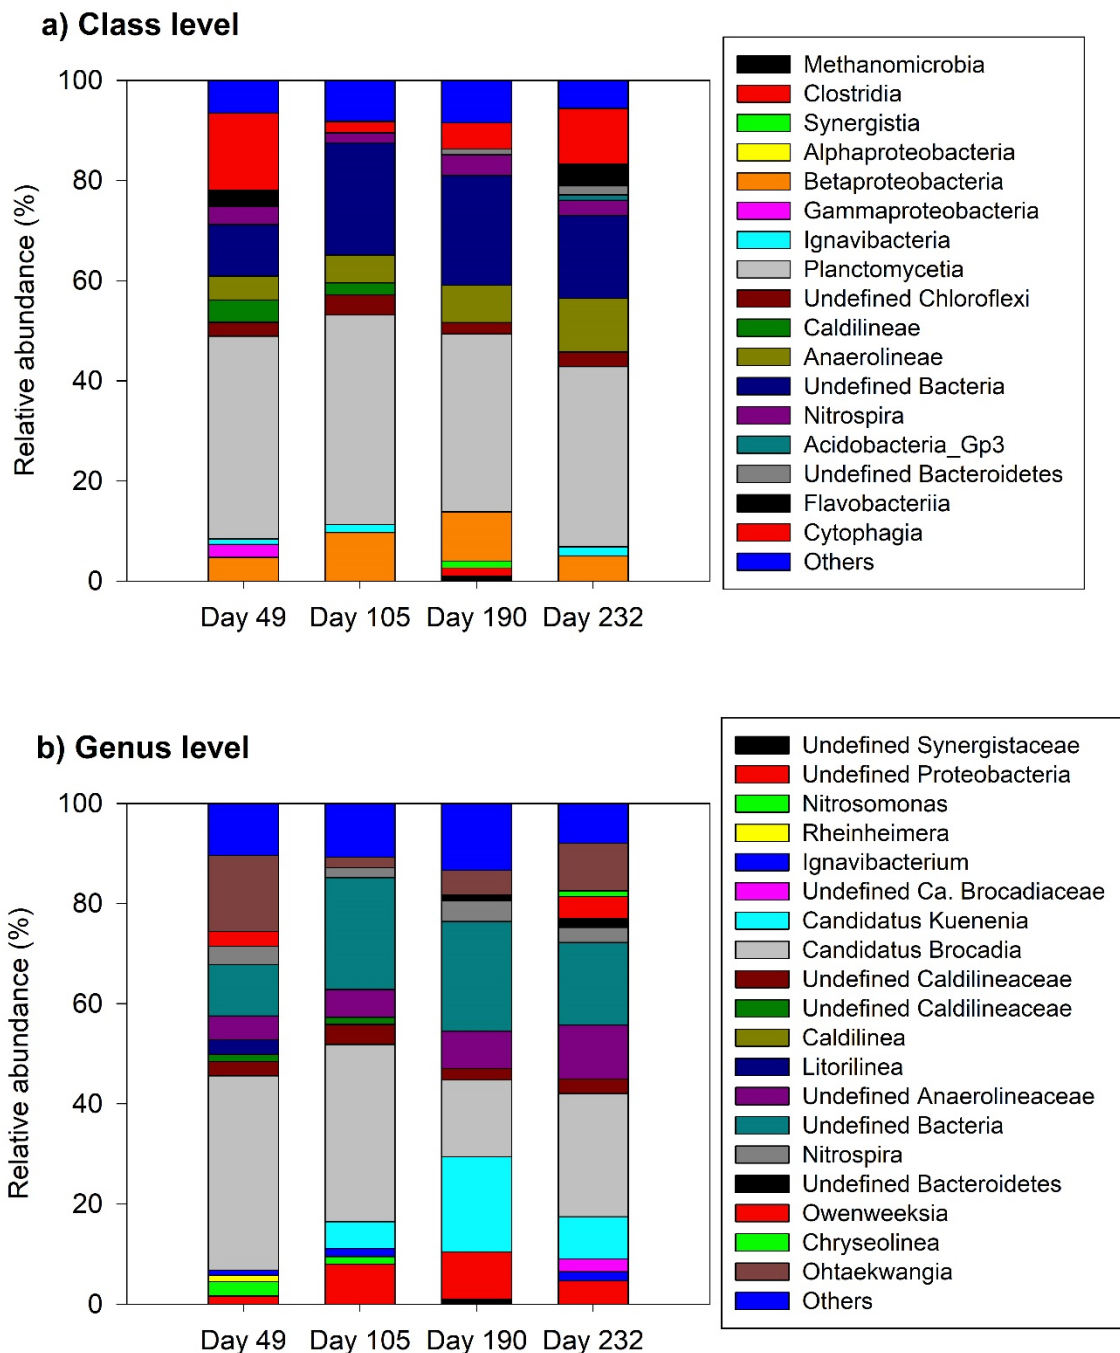 a) Class level
Relative abundance (%)
100
80
60
40
20
0
Day 49
Day 105
Day 190
Day 232
Methanomicrobia
Clostridia
Synergistia
Alphaproteobacteria
Betaproteobacteria
Gammaproteobacteria
Ignavibacteria
Planctomycetia
Undefined Chloroflexi
Caldilineae
Anaerolineae
Undefined Bacteria
Nitrospira
Acidobacteria_Gp3
Undefined Bacteroidetes
Flavobacteriia
Cytophagia
Others
b) Genus level
Relative abundance (%)
100
80
60
40
20
0
Day 49
Day 105
Day 190
Day 232
Undefined Synergistaceae
Undefined Proteobacteria
Nitrosomonas
Rheinheimera
Ignavibacterium
Undefined Ca. Brocadiaceae
Candidatus Kuenenia
Candidatus Brocadia
Undefined Caldilineaceae
Undefined Caldilineaceae
Caldilinea
Litorilinea
Undefined Anaerolineaceae
Undefined Bacteria
Nitrospira
Undefined Bacteroidetes
Owenweeksia
Chryseolinea
Ohtaekwangia
Others